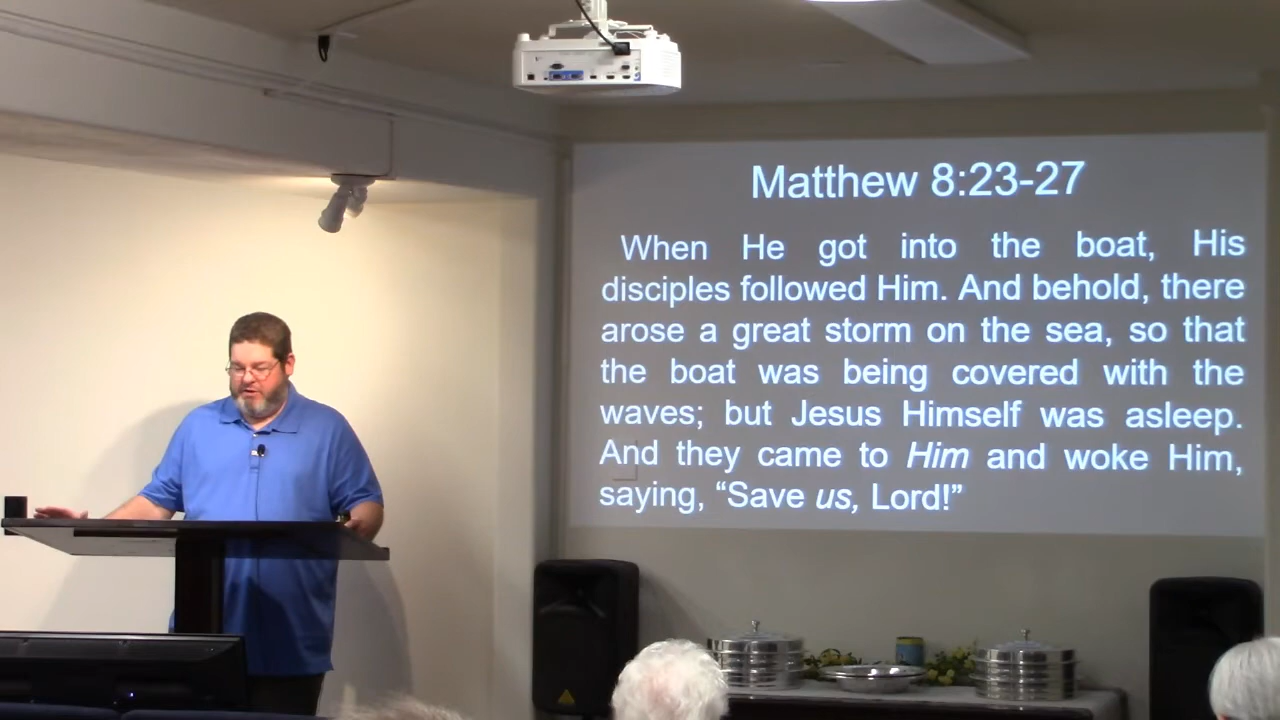 Matthew 8:23-27
When He got into the boat, His
disciples followed Him. And behold, there
arose a great storm on the sea, so that
the boat was being covered with the
waves; but Jesus Himself was asleep.
And they came to Him and woke Him,
saying, “Save us, Lord!”